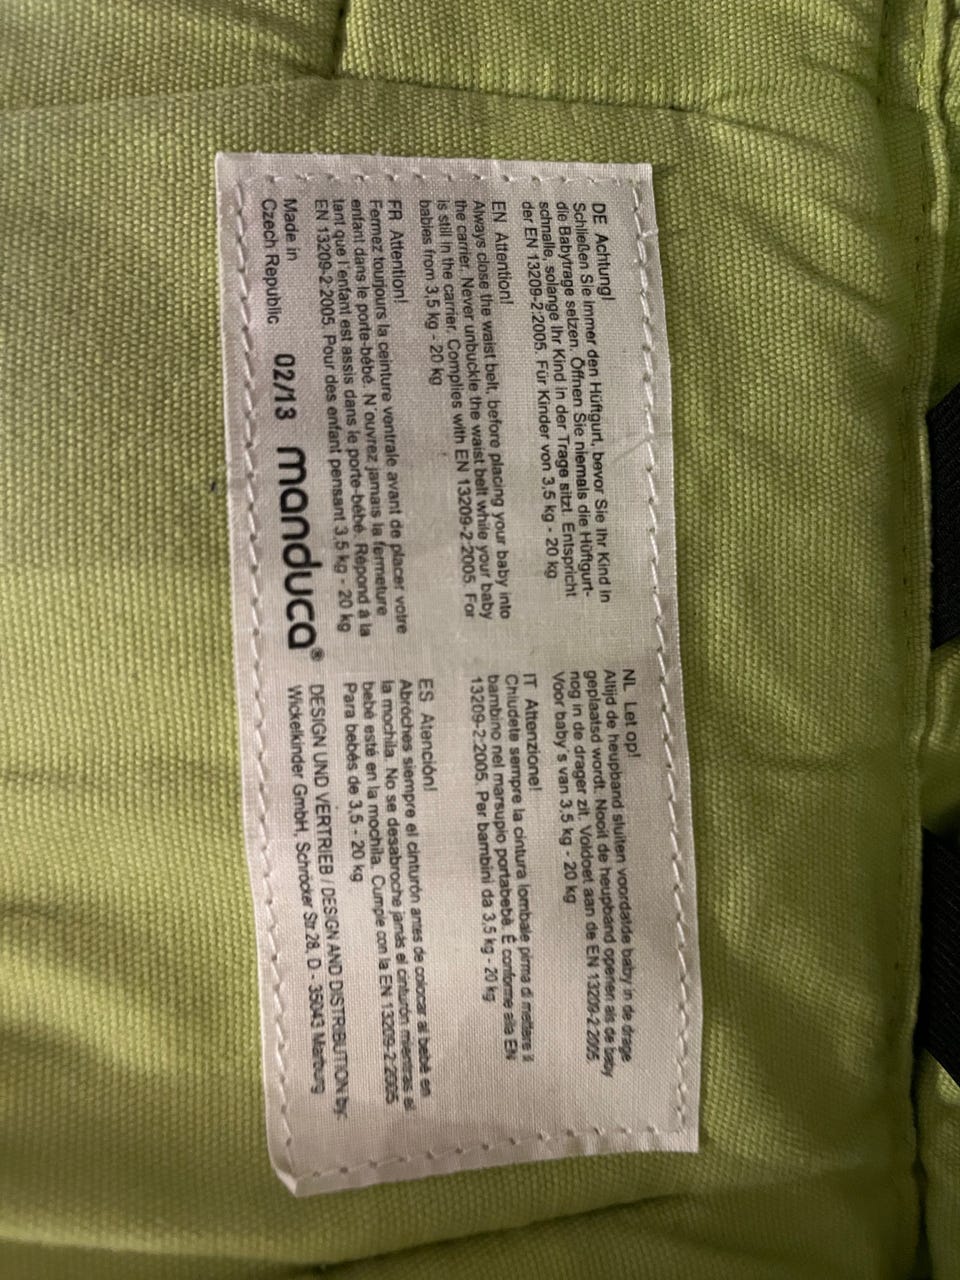 DE Achtung!
Schließen Sie immer den Hüftgurt, bevor Sie Ihr Kind in
die Babytrage setzen. Öffnen Sie niemals die Hüftgurt-
schnalle, solange Ihr Kind in der Trage sitzt. Entspricht
der EN 13209-2:2005. Für Kinder von 3,5 kg - 20 kg
EN Attention!
Always close the waist belt, before placing your baby into
the carrier. Never unbuckle the waist belt while your baby
is still in the carrier. Complies with EN 13209-2:2005. For
babies from 3,5 kg - 20 kg
FR Attention!
Fermez toujours la ceinture ventrale avant de placer votre
enfant dans le porte-bébé. N´ouvrez jamais la fermeture
tant que l´enfant est assis dans le porte-bébé. Répond à la
EN 13209-2:2005. Pour des enfant pensant 3,5 kg - 20 kg
Made in
Czech Republic 02/13 manduca®
NL Let op!
Altijd de heupband sluiten voordatde baby in de drage
geplaatsd wordt. Nooit de heupband openen als de baby
nog in de drager zit. Voldoet aan de EN 13209-2:2005
Voor baby´s van 3,5 kg - 20 kg
IT Attenzione!
Chiudete sempre la cintura lombale pirma di mettere il
bambino nel marsupio portabebè. É conforme alla EN
13209-2:2005. Per bambini da 3,5 kg - 20 kg
ES Atención!
Abróches siempre el cinturón antes de colocar al bebé en
la mochila. No se desabroche jamás el cinturón mientras el
bebé esté en la mochila. Cumple con la EN 13209-2:2005
Para bebés de 3,5 - 20 kg
DESIGN UND VERTRIEB / DESIGN AND DISTRIBUTION by:
Wickelkinder GmbH, Schröcker Str 28, D - 35043 Marburg